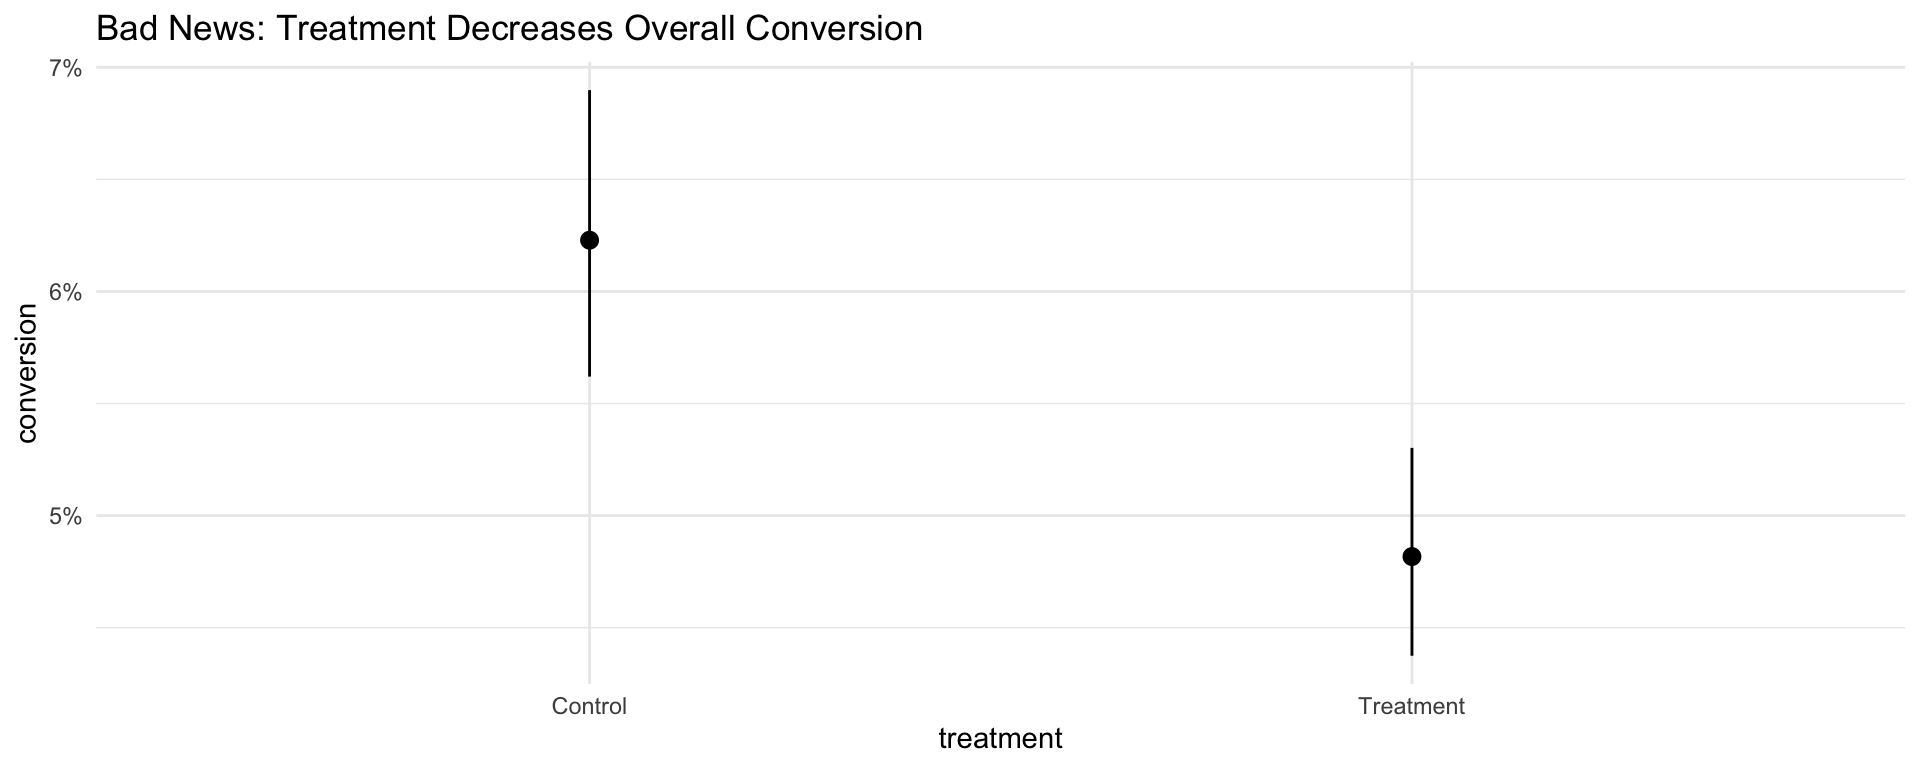 Bad News: Treatment Decreases Overall Conversion
7%
6%
5%
conversion
Control
Treatment
treatment